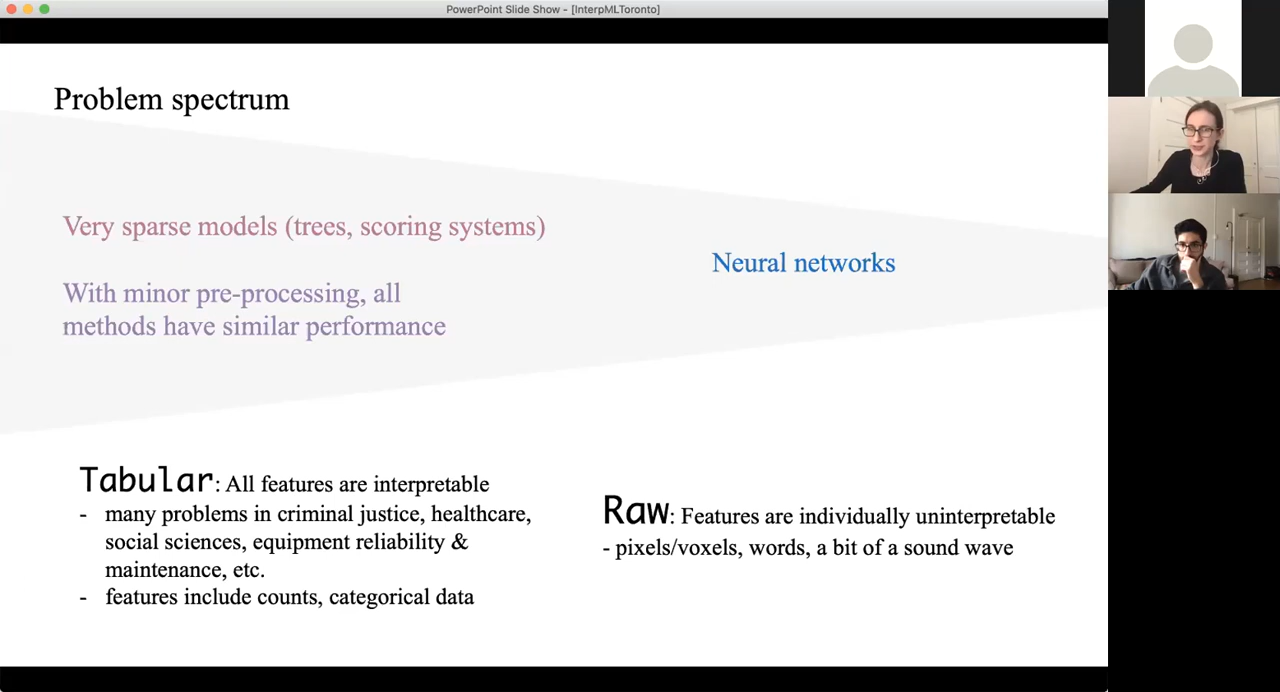 PowerPoint Slide Show - [InterpMLToronto]
Problem spectrum
Very sparse models (trees, scoring systems)
With minor pre-processing, all
methods have similar performance
Neural networks
Tabular: All features are interpretable
- many problems in criminal justice, healthcare,
social sciences, equipment reliability &
maintenance, etc.
- features include counts, categorical data
Raw: Features are individually uninterpretable
- pixels/voxels, words, a bit of a sound wave